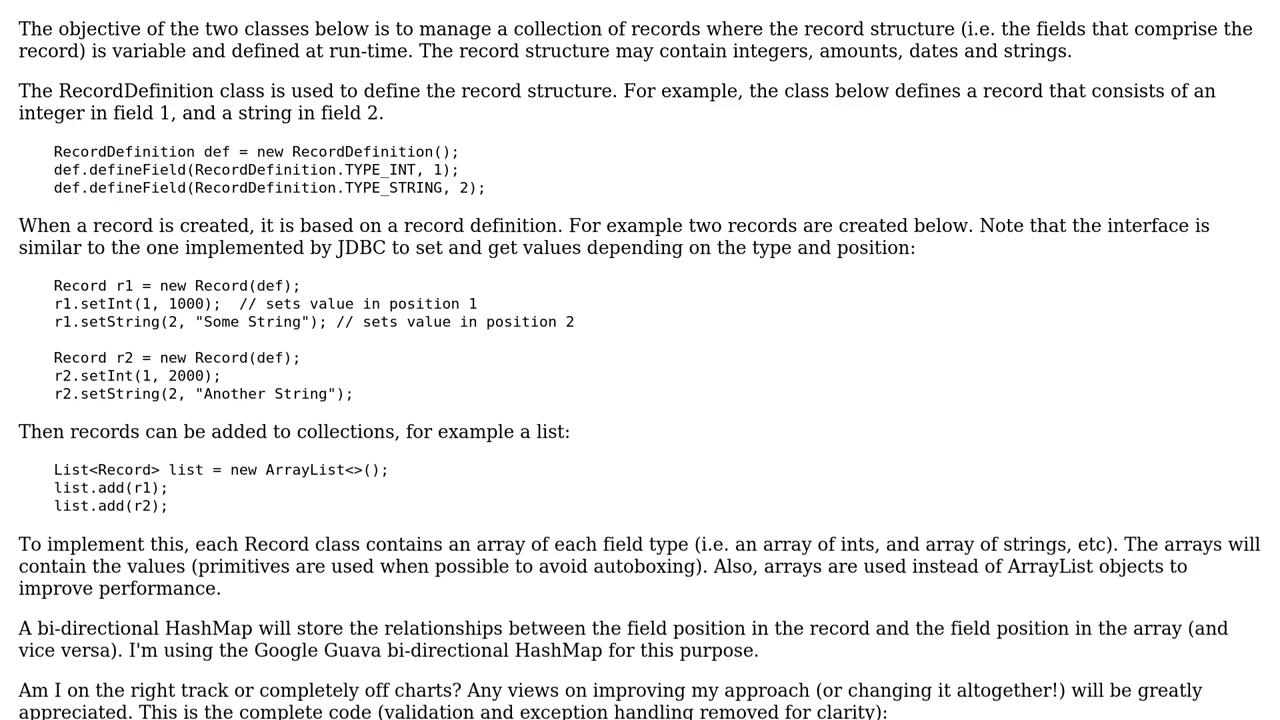 The objective of the two classes below is to manage a collection of records where the record structure (i.e. the fields that comprise the
record) is variable and defined at run-time. The record structure may contain integers, amounts, dates and strings.
The RecordDefinition class is used to define the record structure. For example, the class below defines a record that consists of an
integer in field 1, and a string in field 2.
RecordDefinition def = new RecordDefinition();
def.defineField(RecordDefinition.TYPE_INT, 1);
def.defineField(RecordDefinition.TYPE_STRING, 2);
When a record is created, it is based on a record definition. For example two records are created below. Note that the interface is
similar to the one implemented by JDBC to set and get values depending on the type and position:
Record r1 = new Record(def);
r1.setInt(1, 1000);  // sets value in position 1
r1.setString(2, "Some String"); // sets value in position 2
Record r2 = new Record(def);
r2.setInt(1, 2000);
r2.setString(2, "Another String");
Then records can be added to collections, for example a list:
List<Record> list = new ArrayList<>();
list.add(r1);
list.add(r2);
To implement this, each Record class contains an array of each field type (i.e. an array of ints, and array of strings, etc). The arrays will
contain the values (primitives are used when possible to avoid autoboxing). Also, arrays are used instead of ArrayList objects to
improve performance.
A bi-directional HashMap will store the relationships between the field position in the record and the field position in the array (and
vice versa). I'm using the Google Guava bi-directional HashMap for this purpose.
Am I on the right track or completely off charts? Any views on improving my approach (or changing it altogether!) will be greatly
appreciated. This is the complete code (validation and exception handling removed for clarity):